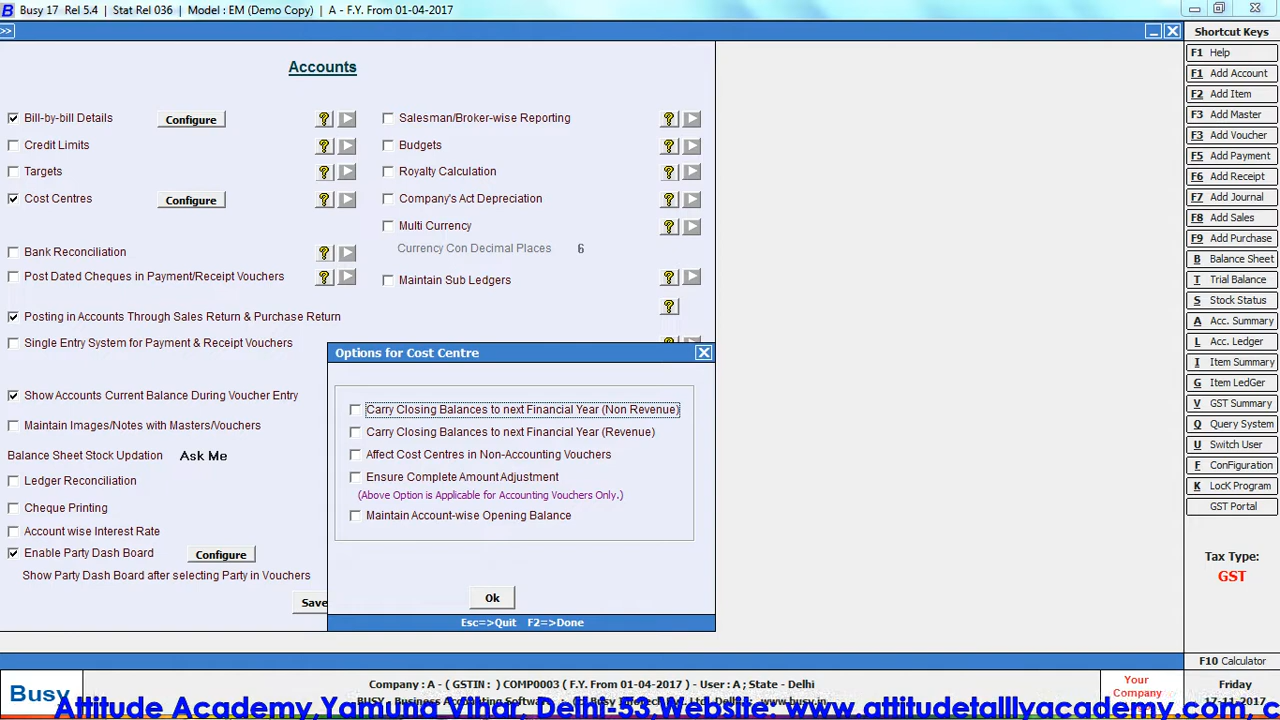 Busy 17 Rel 5.4 | Stat Rel 036 | Model : EM (Demo Copy) | A - F.Y. From 01-04-2017
>>
Shortcut Keys
Accounts
Bill-by-bill Details
Configure
? 
Salesman/Broker-wise Reporting
?
Credit Limits
?
Budgets
?
Targets
?
Royalty Calculation
?
Cost Centres
Configure
?
Company's Act Depreciation
?
Multi Currency
?
Currency Con Decimal Places 6
Bank Reconciliation
?
Post Dated Cheques in Payment/Receipt Vouchers
?
Maintain Sub Ledgers
?
?
Posting in Accounts Through Sales Return & Purchase Return
Single Entry System for Payment & Receipt Vouchers
Show Accounts Current Balance During Voucher Entry
Maintain Images/Notes with Masters/Vouchers
Balance Sheet Stock Updation Ask Me
Ledger Reconciliation
Cheque Printing
Account wise Interest Rate
Enable Party Dash Board
Configure
Show Party Dash Board after selecting Party in Vouchers
Save
Options for Cost Centre
Carry Closing Balances to next Financial Year (Non Revenue)
Carry Closing Balances to next Financial Year (Revenue)
Affect Cost Centres in Non-Accounting Vouchers
Ensure Complete Amount Adjustment
(Above Option is Applicable for Accounting Vouchers Only.)
Maintain Account-wise Opening Balance
Ok
Esc=>Quit F2=>Done
F1 Help
F1 Add Account
F2 Add Item
F3 Add Master
F3 Add Voucher
F5 Add Payment
F6 Add Receipt
F7 Add Journal
F8 Add Sales
F9 Add Purchase
B Balance Sheet
T Trial Balance
S Stock Status
A Acc. Summary
L Acc. Ledger
I Item Summary
G Item LedGer
V GST Summary
Q Query System
U Switch User
F ConFiguration
K LocK Program
GST Portal
Tax Type:
GST
F10 Calculator
Busy
Company : A - ( GSTIN : ) COMP0003 ( F.Y. From 01-04-2017 ) - User : A ; State - Delhi
Your
Company
Friday
17-11-2017
Attitude Academy,Yamuna Vihar, Delhi-53,Website: www.attitudetallyacademy.com,c